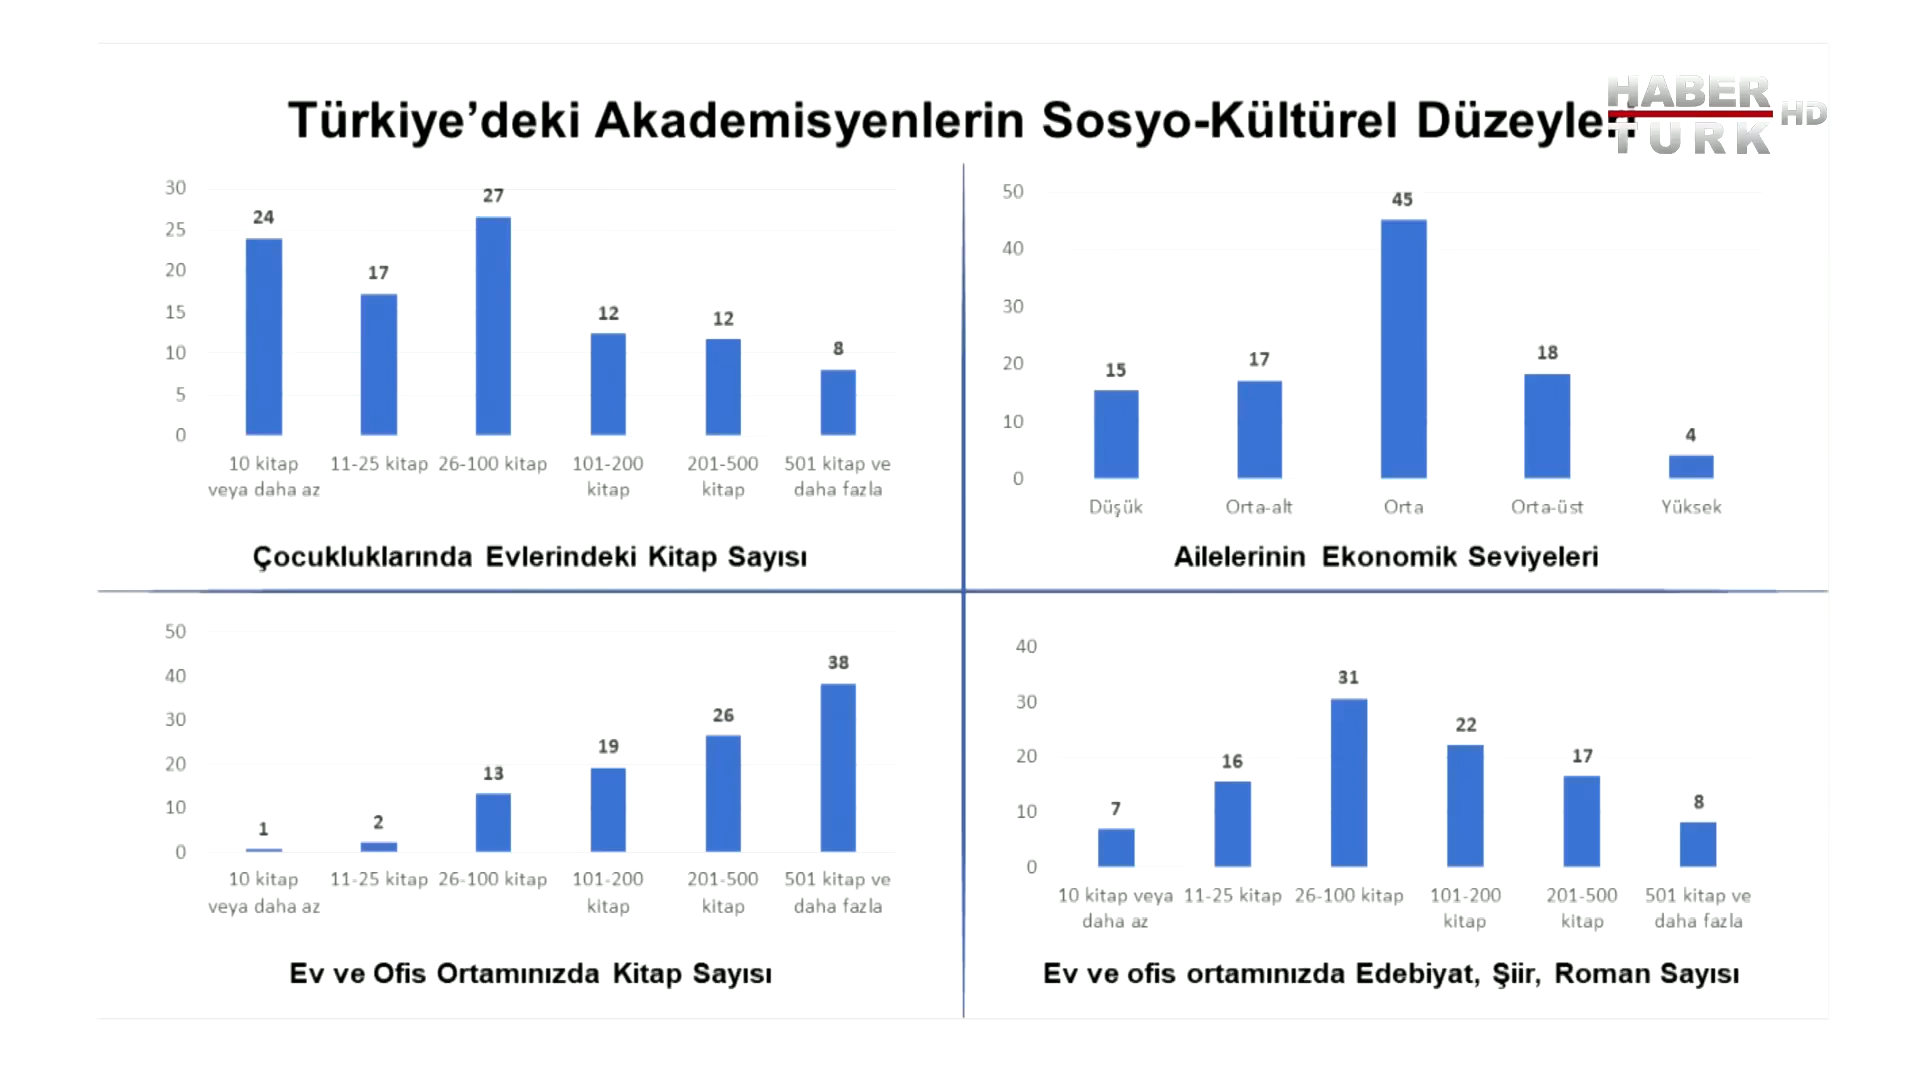 Türkiye’deki Akademisyenlerin Sosyo-Kültürel Düzeyleri
HABER
TURK
HD
30
25
20
15
10
5
0
24
17
27
12
12
8
10 kitap veya daha az
11-25 kitap
26-100 kitap
101-200 kitap
201-500 kitap
501 kitap ve daha fazla
Çocukluklarında Evlerindeki Kitap Sayısı
50
40
30
20
10
0
15
17
45
18
4
Düşük
Orta-alt
Orta
Orta-üst
Yüksek
Ailelerinin Ekonomik Seviyeleri
50
40
30
20
10
0
1
2
13
19
26
38
10 kitap veya daha az
11-25 kitap
26-100 kitap
101-200 kitap
201-500 kitap
501 kitap ve daha fazla
Ev ve Ofis Ortamınızda Kitap Sayısı
40
30
20
10
0
7
16
31
22
17
8
10 kitap veya daha az
11-25 kitap
26-100 kitap
101-200 kitap
201-500 kitap
501 kitap ve daha fazla
Ev ve ofis ortamınızda Edebiyat, Şiir, Roman Sayısı